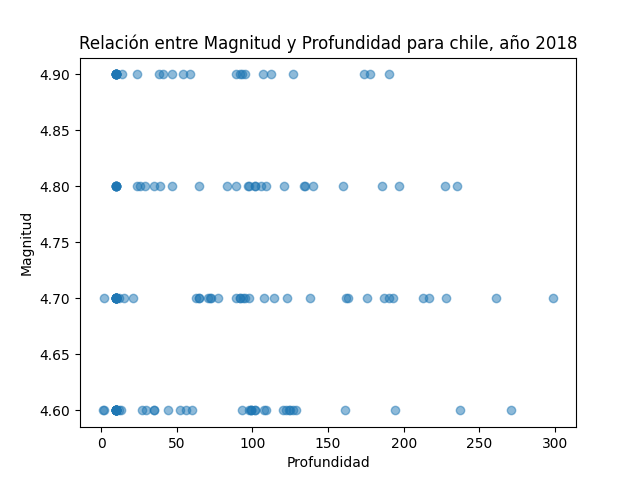 Relación entre Magnitud y Profundidad para chile, año 2018
4.90
4.85
4.80
4.75
4.70
4.65
4.60
Magnitud
0 50 100 150 200 250 300
Profundidad